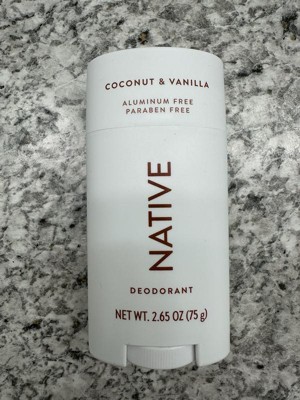 COCONUT & VANILLA
ALUMINUM FREE
PARABEN FREE
NATIVE
DEODORANT
NET WT. 2.65 OZ (75 g)